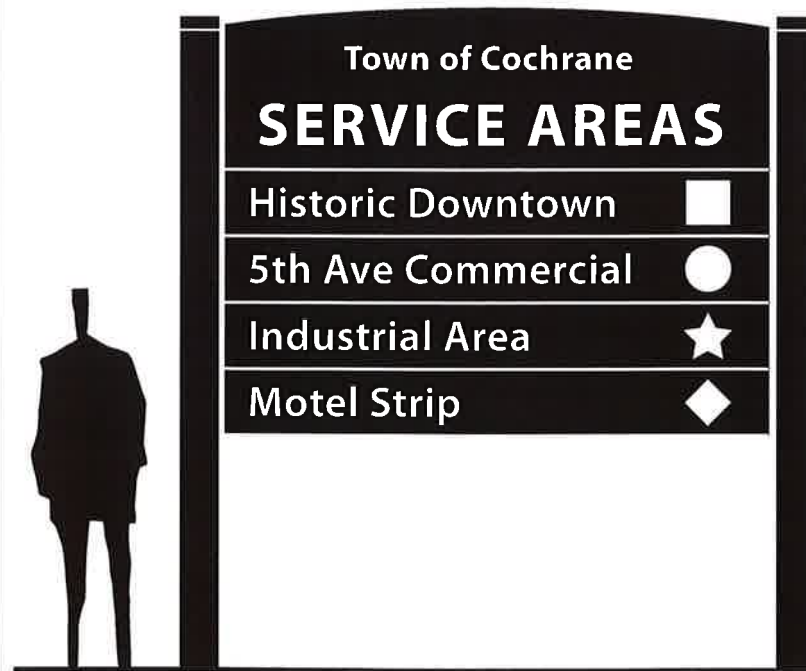 Town of Cochrane
SERVICE AREAS
Historic Downtown
5th Ave Commercial
Industrial Area
Motel Strip